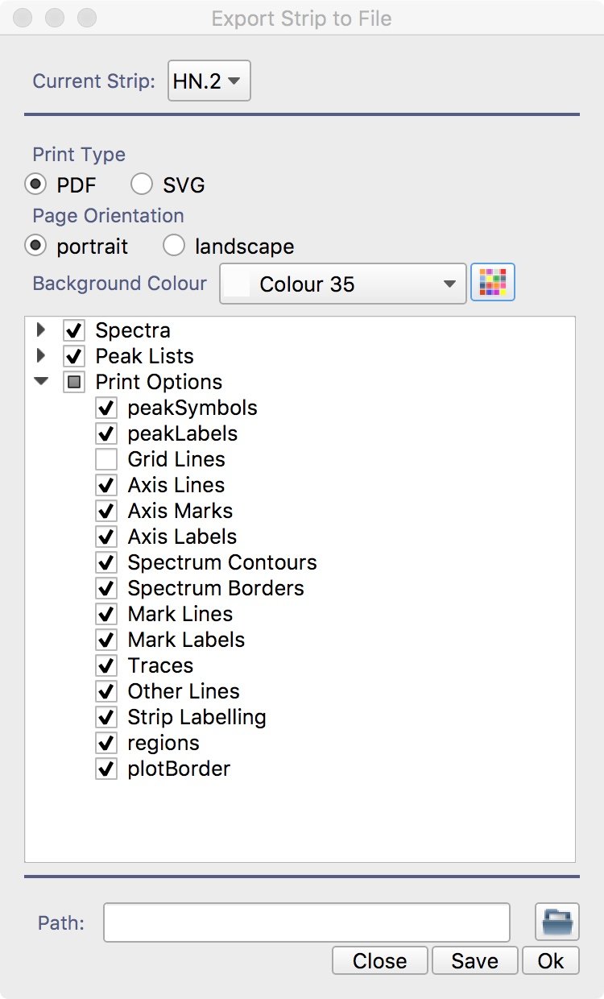 Export Strip to File
Current Strip: HN.2
Print Type
PDF SVG
Page Orientation
portrait landscape
Background Colour Colour 35
Spectra
Peak Lists
Print Options
peakSymbols
peakLabels
Grid Lines
Axis Lines
Axis Marks
Axis Labels
Spectrum Contours
Spectrum Borders
Mark Lines
Mark Labels
Traces
Other Lines
Strip Labelling
regions
plotBorder
Path:
Close Save Ok